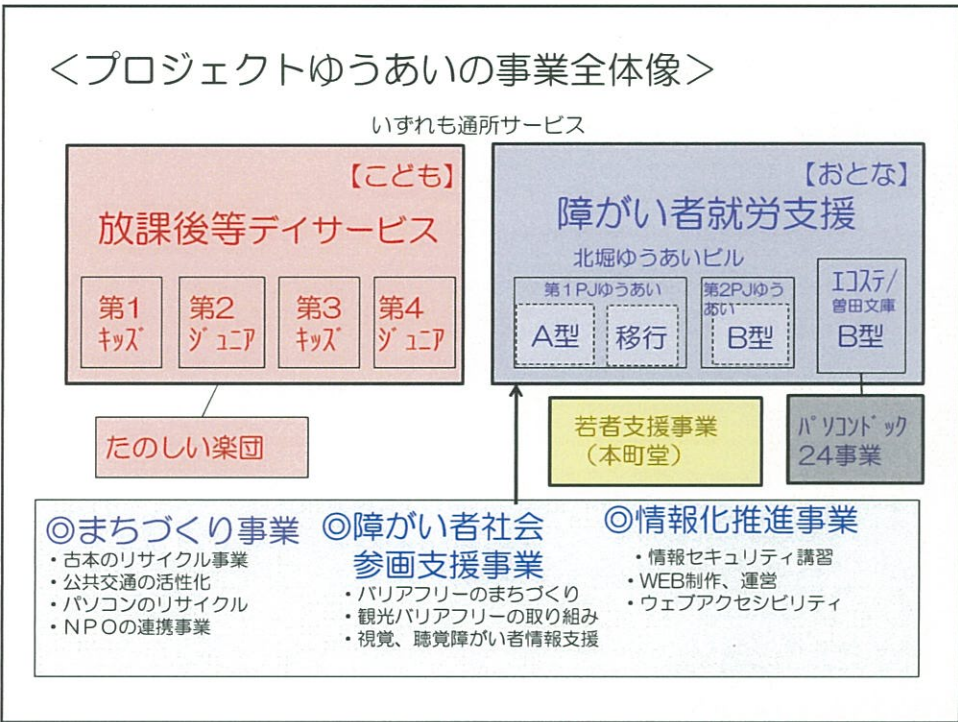 ＜プロジェクトゆうあいの事業全体像＞
いずれも通所サービス
【こども】
放課後等デイサービス
第1
ｷｯｽﾞ
第2
ｼﾞｭﾆｱ
第3
ｷｯｽﾞ
第4
ｼﾞｭﾆｱ
たのしい楽団
【おとな】
障がい者就労支援
北堀ゆうあいビル
第1PJゆうあい
A型
移行
第2PJゆう
あい
B型
ｴｺｽﾃ/
曽田文庫
B型
若者支援事業
（本町堂）
ﾊﾟｿｺﾝﾄﾞｯｸ
24事業
◎まちづくり事業
・古本のリサイクル事業
・公共交通の活性化
・パソコンのリサイクル
・ＮＰＯの連携事業
◎障がい者社会
参画支援事業
・バリアフリーのまちづくり
・観光バリアフリーの取り組み
・視覚、聴覚障がい者情報支援
◎情報化推進事業
・情報セキュリティ講習
・WEB制作、運営
・ウェブアクセシビリティ